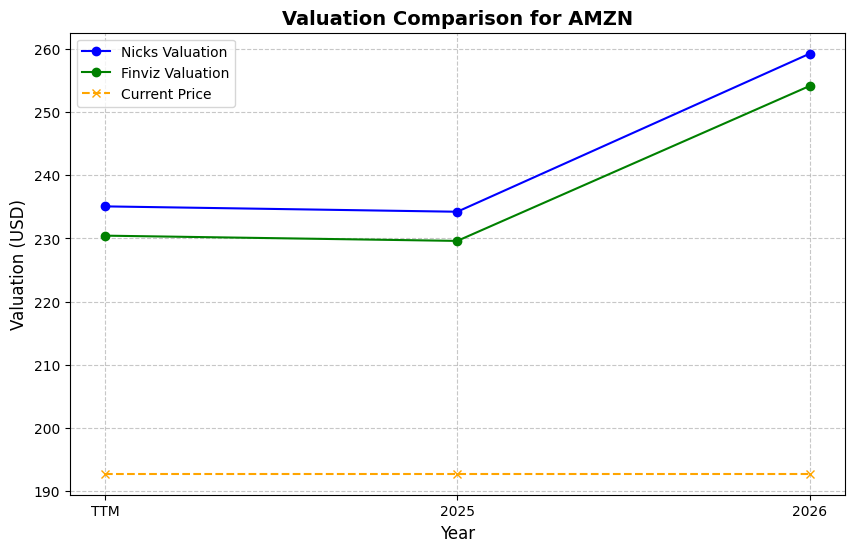 Valuation Comparison for AMZN
Nicks Valuation
Finviz Valuation
Current Price
Valuation (USD)
260
250
240
230
220
210
200
190
TTM
2025
2026
Year